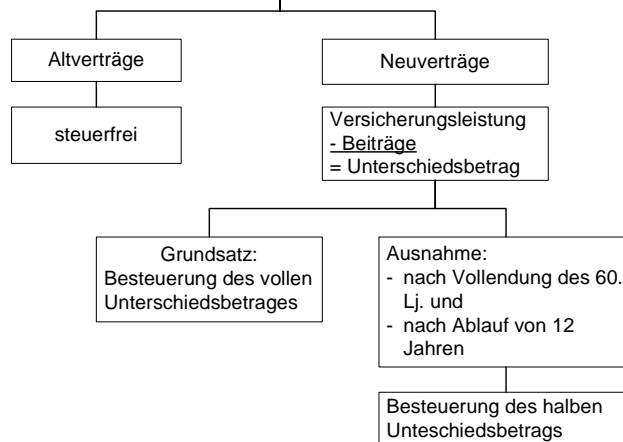 Altverträge
Neuverträge
steuerfrei
Versicherungsleistung
- Beiträge
= Unterschiedsbetrag
Grundsatz:
Besteuerung des vollen
Unterschiedsbetrages
Ausnahme:
- nach Vollendung des 60.
Lj. und
- nach Ablauf von 12
Jahren
Besteuerung des halben
Unteschiedsbetrags